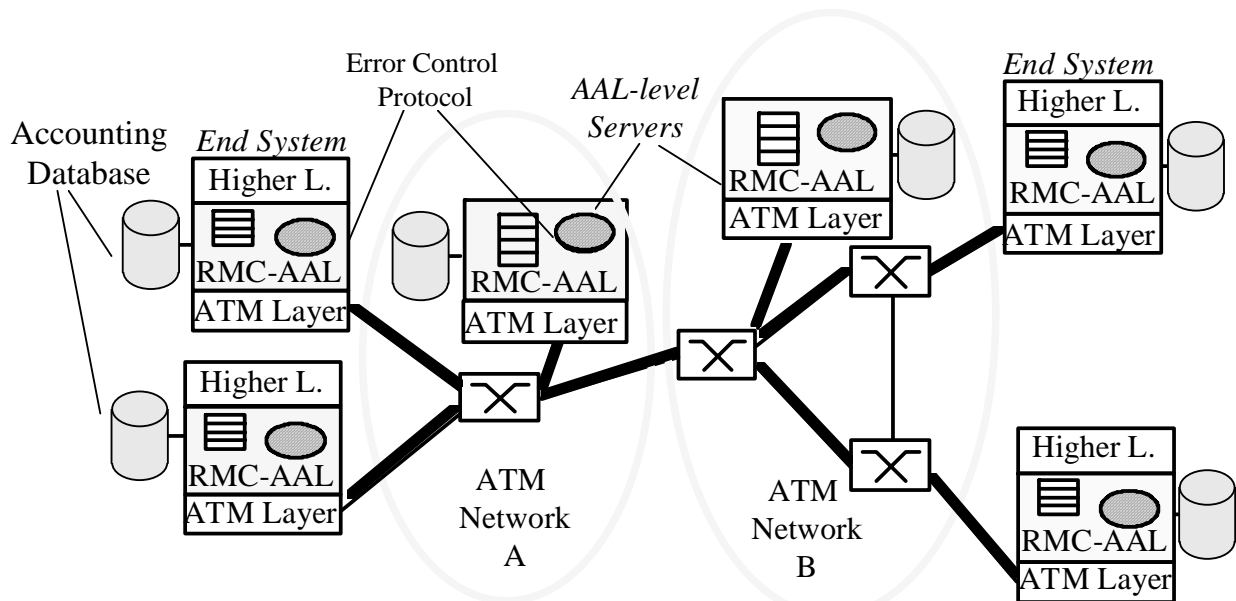 Error Control
Protocol
AAL-level
Servers
End System
Higher L.
RMC-AAL
ATM Layer
Accounting
Database
End System
Higher L.
RMC-AAL
ATM Layer
RMC-AAL
ATM Layer
RMC-AAL
ATM Layer
Higher L.
RMC-AAL
ATM Layer
ATM
Network
A
ATM
Network
B
Higher L.
RMC-AAL
ATM Layer